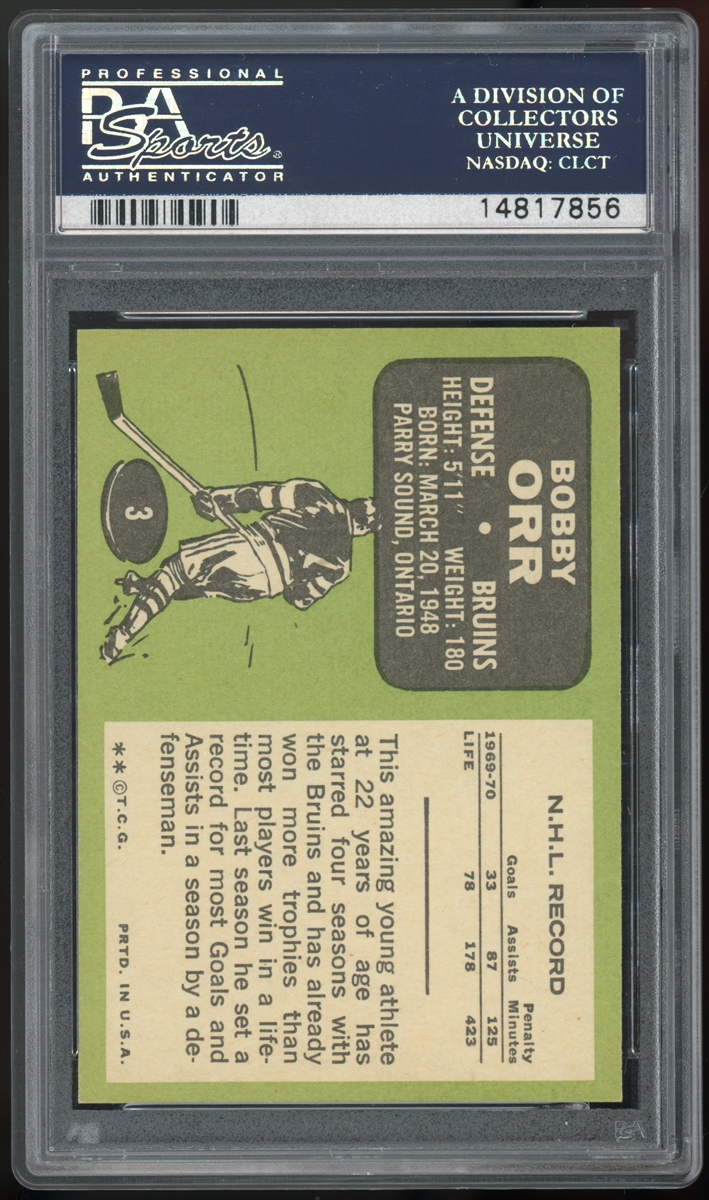 PROFESSIONAL
PSA
Sports®
AUTHENTICATOR
A DIVISION OF
COLLECTORS
UNIVERSE
NASDAQ: CLCT
14817856
BOBBY
ORR
DEFENSE • BRUINS
HEIGHT: 5'11" WEIGHT: 180
BORN: MARCH 20, 1948
PARRY SOUND, ONTARIO
3
N.H.L. RECORD
Goals Assists Penalty Minutes
1969-70 33 87 125
LIFE 78 178 423
This amazing young athlete
at 22 years of age has
starred four seasons with
the Bruins and has already
won more trophies than
most players win in a life-
time. Last season he set a
record for most Goals and
Assists in a season by a de-
fenseman.
**©T.C.G. PRTD. IN U.S.A.
PSA